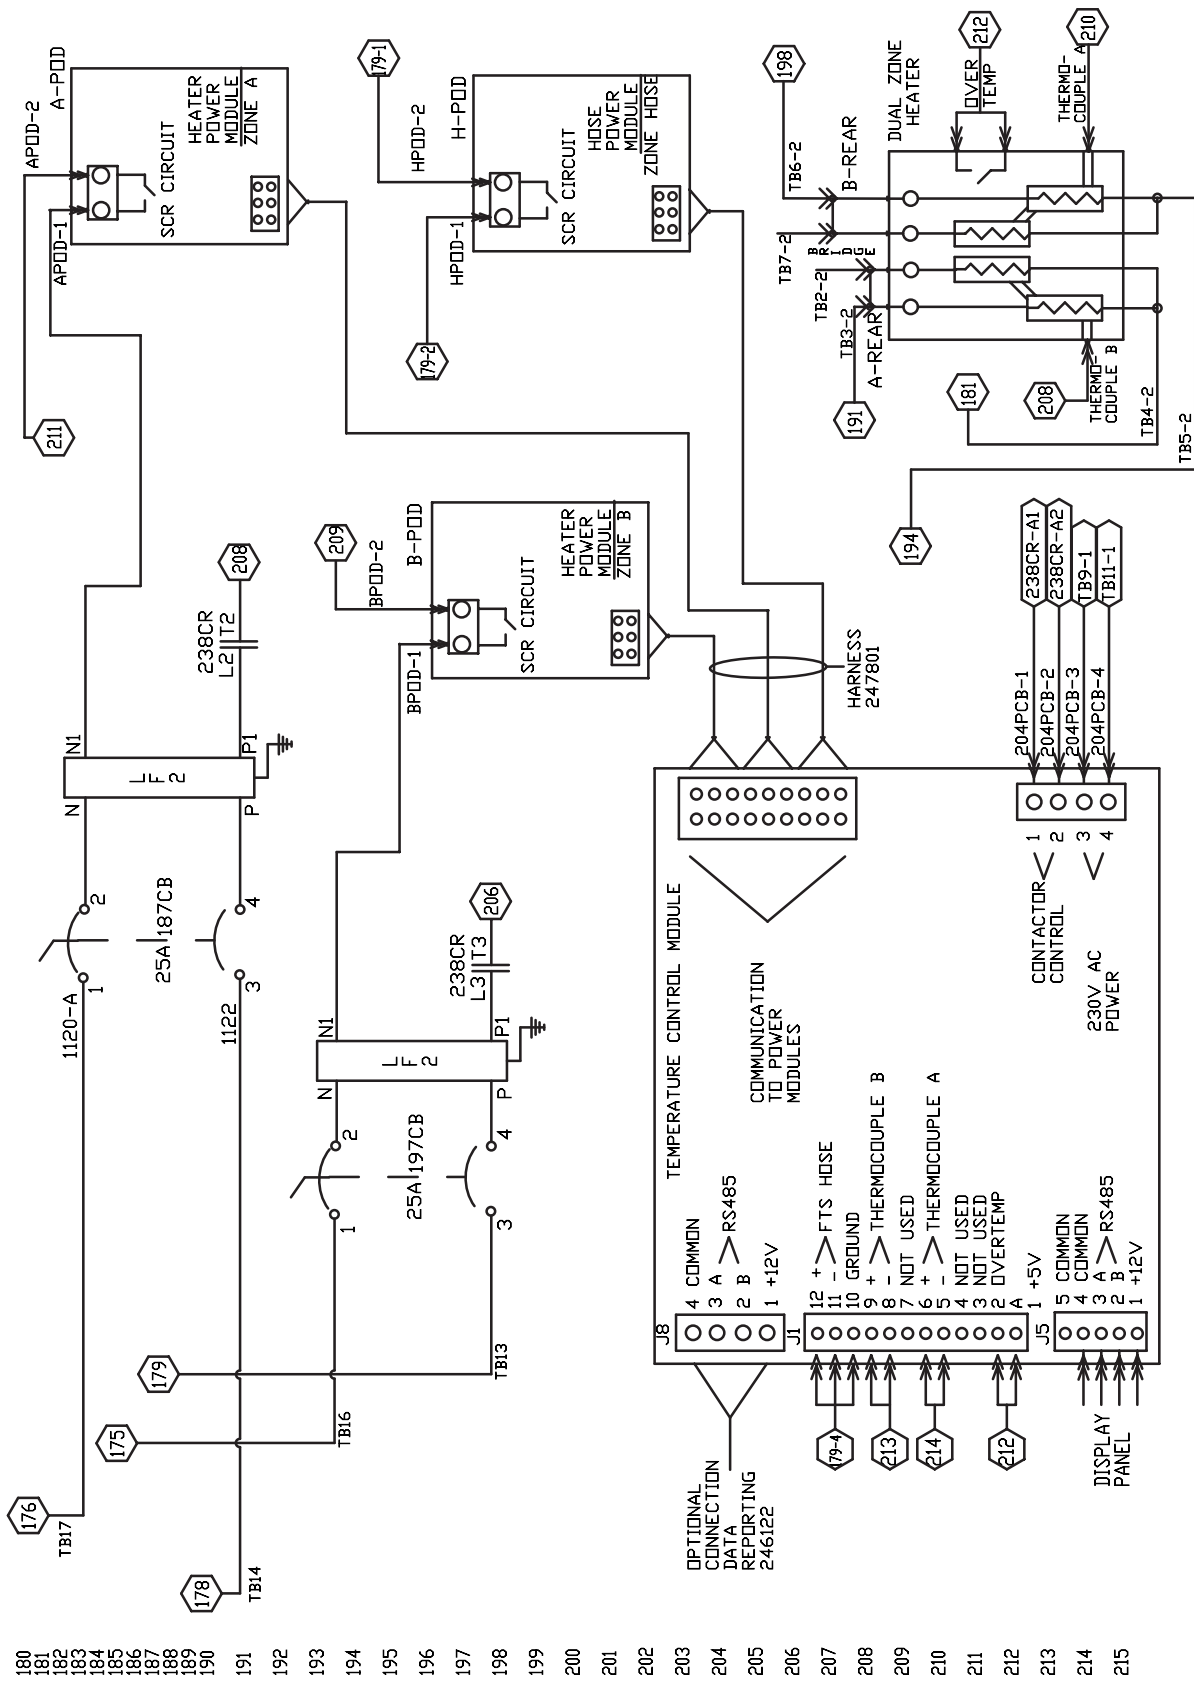 180
181
182
183
184
185
186
187
188
189
190
191
192
193
194
195
196
197
198
199
200
201
202
203
204
205
206
207
208
209
210
211
212
213
214
215
176
TB17
178
TB14
175
TB16
179
TB13
1120-A
1
2
25A 187CB
1122
3
4
N
N1
LF2
P
P1
238CR
L2 T2
208
211
APOD-1
APOD-2
A-POD
SCR CIRCUIT
HEATER
POWER
MODULE
ZONE A
1
2
25A 197CB
3
4
N
N1
LF2
P
P1
238CR
L3 T3
206
209
BPOD-1
BPOD-2
B-POD
SCR CIRCUIT
HEATER
POWER
MODULE
ZONE B
179-1
179-2
HPOD-1
HPOD-2
H-POD
SCR CIRCUIT
HOSE
POWER
MODULE
ZONE HOSE
HARNESS
247801
TEMPERATURE CONTROL MODULE
COMMUNICATION
TO POWER
MODULES
OPTIONAL
CONNECTION
DATA
REPORTING
246122
J8
4 COMMON
3 A
RS485
2 B
1 +12V
J1
12 +
FTS HOSE
11 -
10 GROUND
9 +
THERMOCOUPLE B
8 -
7 NOT USED
6 +
THERMOCOUPLE A
5 -
4 NOT USED
3 NOT USED
2 OVERTEMP
A
1 +5V
179-4
213
214
212
J5
5 COMMON
4 COMMON
3 A
RS485
2 B
1 +12V
DISPLAY
PANEL
CONTACTOR
CONTROL
230V AC
POWER
1
2
3
4
204PCB-1
204PCB-2
204PCB-3
204PCB-4
238CR-A1
238CR-A2
TB9-1
TB11-1
198
TB6-2
TB7-2
BRIDGE
TB2-2
TB3-2
191
A-REAR
B-REAR
DUAL ZONE
HEATER
OVER
TEMP
212
THERMO-
COUPLE A
210
181
208
THERMO-
COUPLE B
TB4-2
194
TB5-2